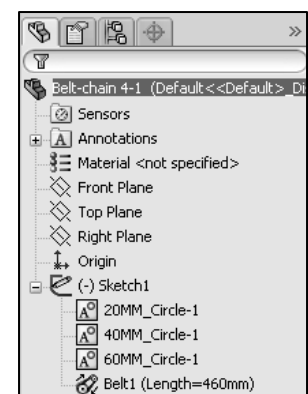 »
Belt-chain 4-1 (Default<<Default>_Di
Sensors
A Annotations
Material <not specified>
Front Plane
Top Plane
Right Plane
Origin
(-) Sketch1
A 20MM_Circle-1
A 40MM_Circle-1
A 60MM_Circle-1
Belt1 (Length=460mm)